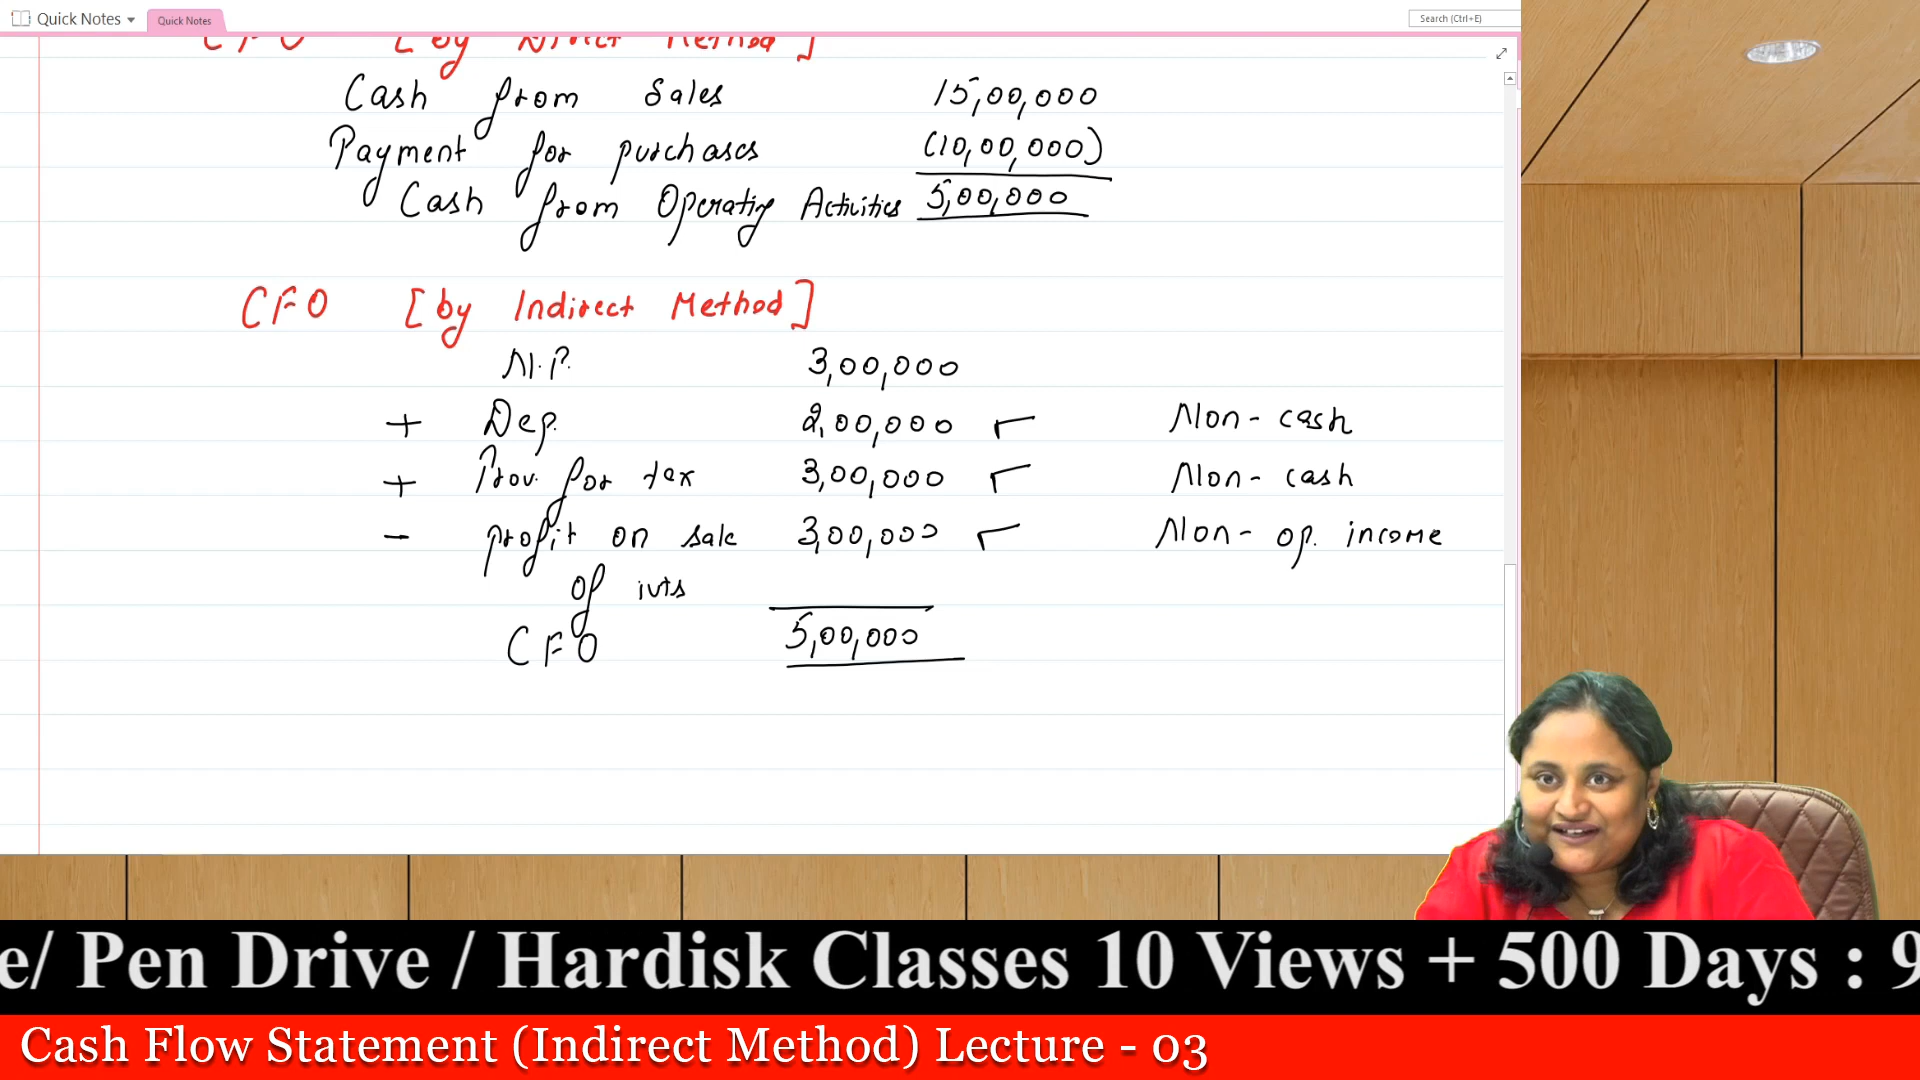 Quick Notes
Quick Notes
Search (Ctrl+E)
CFO [by Direct Method]
Cash from Sales 15,00,000
Payment for purchases (10,00,000)
Cash from Operating Activities 5,00,000
CFO [by Indirect Method]
N.P. 3,00,000
+ Dep. 2,00,000 Non-cash
+ Prov. for tax 3,00,000 Non-cash
- profit on sale 3,00,000 Non-op. income
of ivts
CFO 5,00,000
e/ Pen Drive / Hardisk Classes 10 Views + 500 Days : 9
Cash Flow Statement (Indirect Method) Lecture - 03